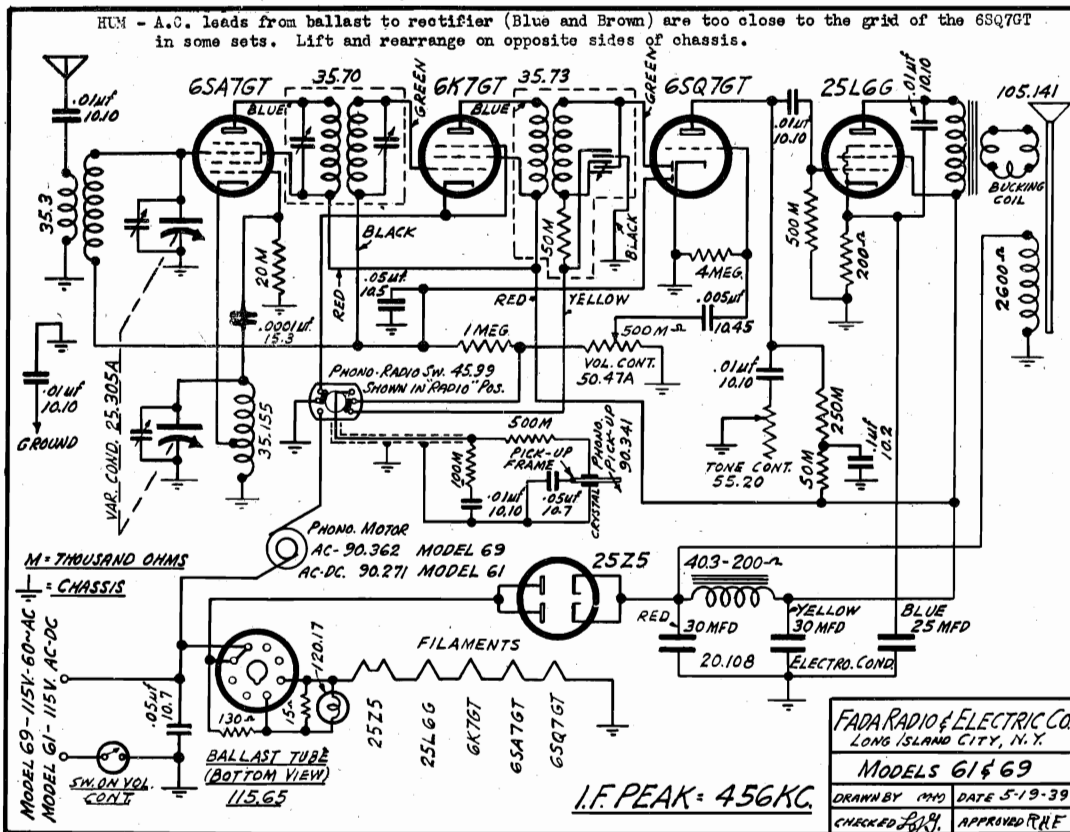 HUM - A.C. leads from ballast to rectifier (Blue and Brown) are too close to the grid of the 6SQ7GT
in some sets. Lift and rearrange on opposite sides of chassis.
6SA7GT
35.70
6K7GT
35.73
6SQ7GT
25L6G
105.141
.01uf
10.10
BLUE
GREEN
BLUE
GREEN
.01uf
10.10
.01uf
10.10
BUCKING
COIL
35.3
20M
BLACK
50M
BLACK
4 MEG.
500M
200Ω
2600Ω
.05uf
10.5
RED
RED
YELLOW
.005uf
10.45
.0001uf.
15.3
1 MEG
500M Ω
VOL. CONT.
50.47A
.01uf
10.10
GROUND
VAR. COND. 25.305A
35.155
PHONO-RADIO SW. 45.99
SHOWN IN "RADIO" POS.
500M
PICK-UP
FRAME
PHONO.
PICK-UP
90.341
100M
.01uf
10.10
.05uf
10.7
CRYSTAL
.01uf
10.10
TONE CONT.
55.20
250M
50M
.1uf
10.2
M = THOUSAND OHMS
= CHASSIS
PHONO. MOTOR
AC- 90.362 MODEL 69
AC-DC. 90.271 MODEL 61
25Z5
40.3-200Ω
RED
30 MFD
YELLOW
30 MFD
BLUE
25 MFD
20.108
ELECTRO. COND.
MODEL 69-115V-60~AC
MODEL 61-115V. AC-DC
.05uf
10.7
SW. ON VOL.
CONT.
130Ω
15Ω
120.17
BALLAST TUBE
(BOTTOM VIEW)
115.65
FILAMENTS
25Z5
25L6G
6K7GT
6SA7GT
6SQ7GT
I.F. PEAK = 456KC.
FADA RADIO & ELECTRIC CO.
LONG ISLAND CITY, N.Y.
MODELS 61 & 69
DRAWN BY
DATE 5-19-39
CHECKED
APPROVED RHF